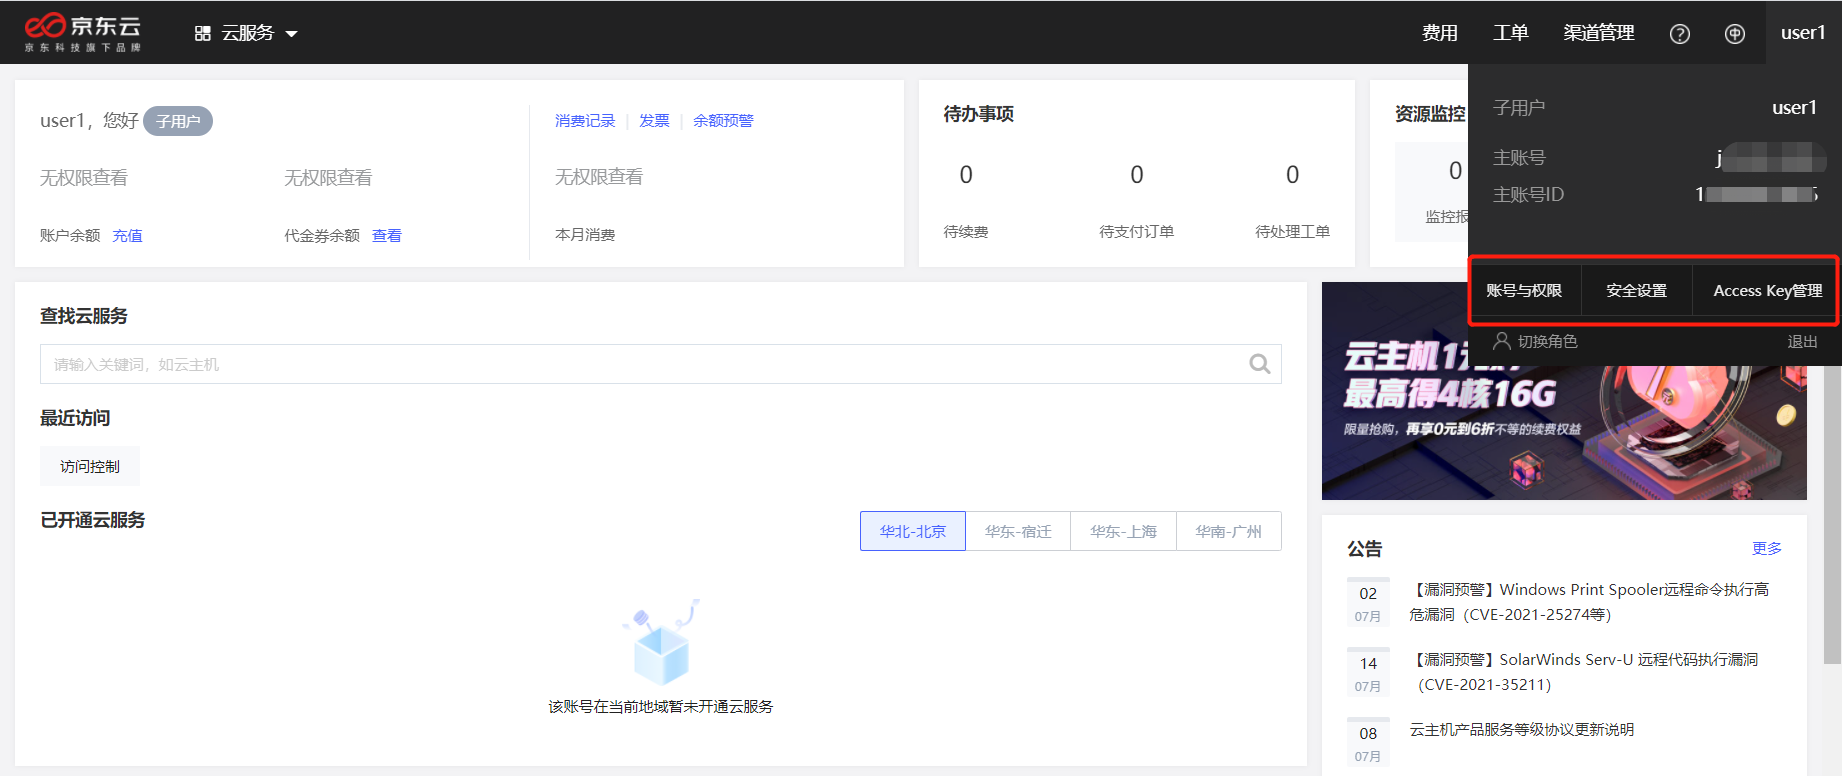 京东云
京东科技旗下品牌
云服务
费用 工单 渠道管理 user1
user1，您好 子用户
无权限查看 无权限查看
账户余额 充值 代金券余额 查看
消费记录 发票 余额预警
无权限查看
本月消费
待办事项
0 0 0
待续费 待支付订单 待处理工单
资源监控
0
监控报
子用户 user1
主账号 j
主账号ID 1
账号与权限 安全设置 Access Key管理
切换角色 退出
查找云服务
请输入关键词，如云主机
最近访问
访问控制
已开通云服务
华北-北京 华东-宿迁 华东-上海 华南-广州
该账号在当前地域暂未开通云服务
云主机1元
最高得4核16G
限量抢购，再享0元到6折不等的续费权益
公告 更多
02
07月
【漏洞预警】Windows Print Spooler远程命令执行高
危漏洞（CVE-2021-25274等）
14
07月
【漏洞预警】SolarWinds Serv-U 远程代码执行漏洞
（CVE-2021-35211）
08
07月
云主机产品服务等级协议更新说明